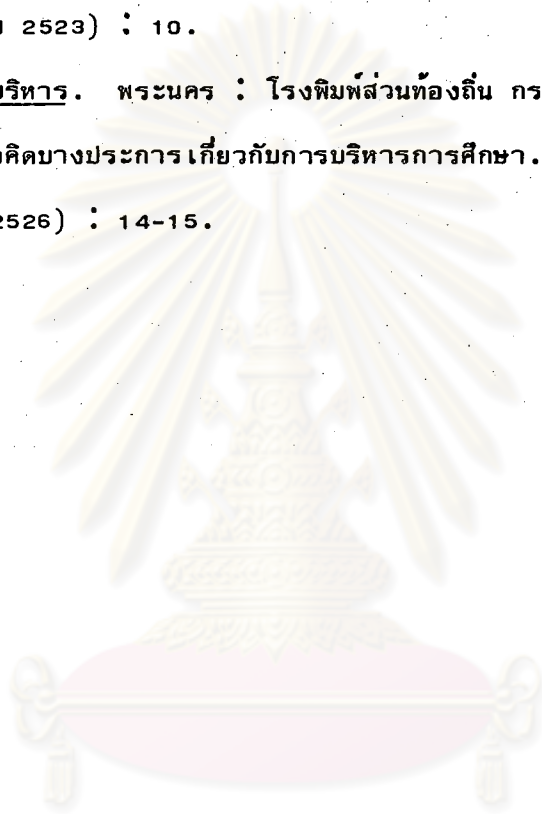 2523) : 10.
บริหาร. พระนคร : โรงพิมพ์ส่วนท้องถิ่น กร
คิดบางประการเกี่ยวกับการบริหารการศึกษา.
2526) : 14-15.